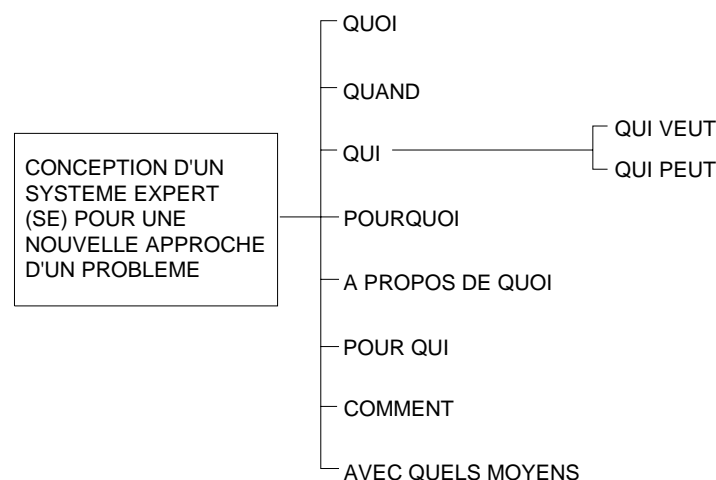 QUOI
QUAND
QUI VEUT
QUI
QUI PEUT
CONCEPTION D'UN
SYSTEME EXPERT
(SE) POUR UNE
NOUVELLE APPROCHE
D'UN PROBLEME
POURQUOI
A PROPOS DE QUOI
POUR QUI
COMMENT
AVEC QUELS MOYENS